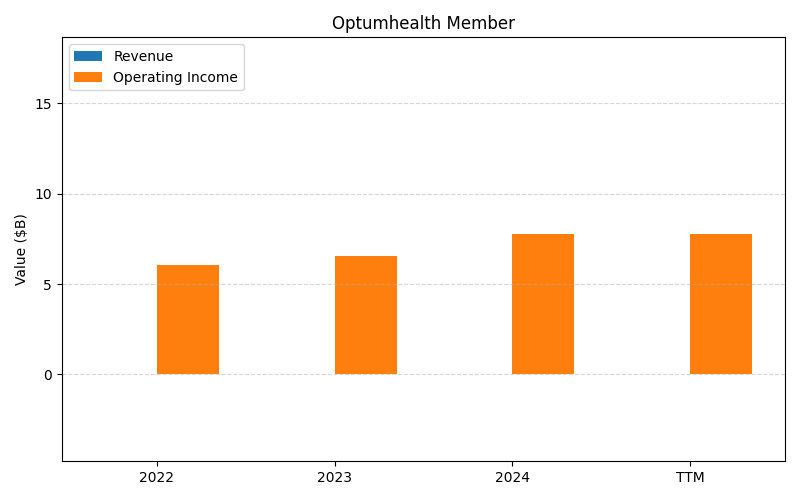 Optumhealth Member
Revenue
Operating Income
15
10
5
0
Value ($B)
2022
2023
2024
TTM